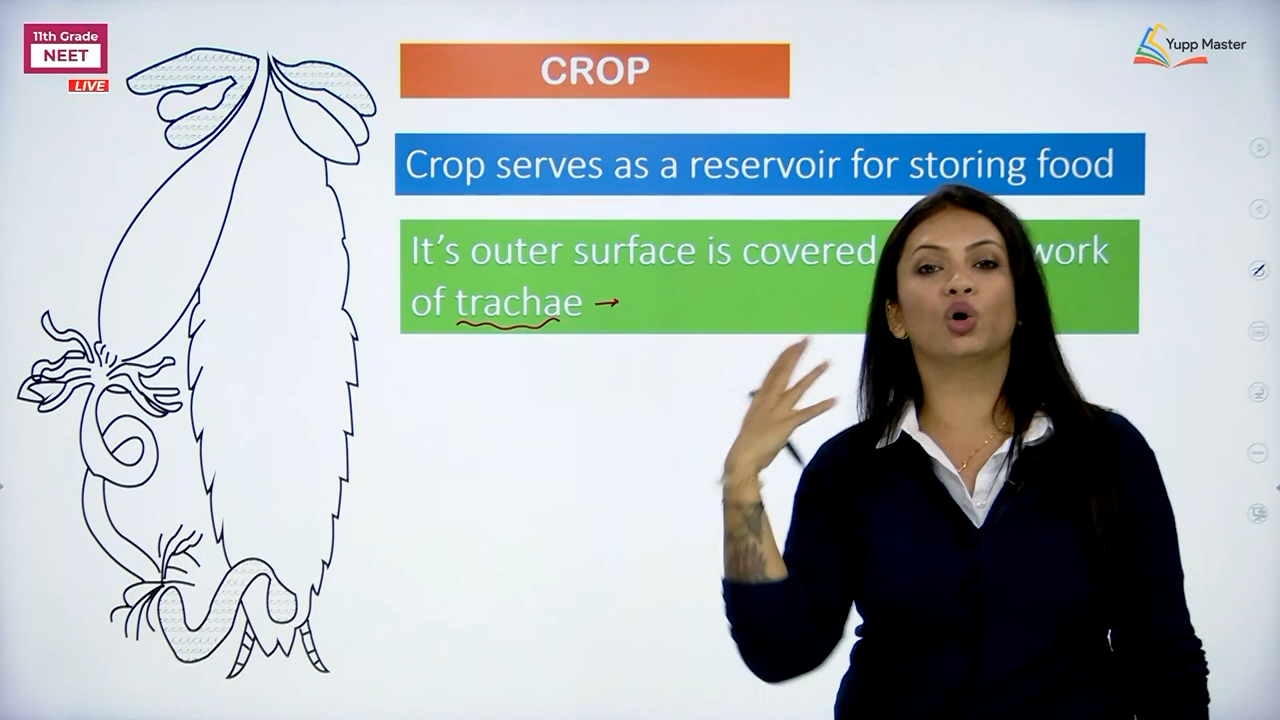 11th Grade
NEET
LIVE
Yupp Master
CROP
Crop serves as a reservoir for storing food
It's outer surface is covered work
of trachae